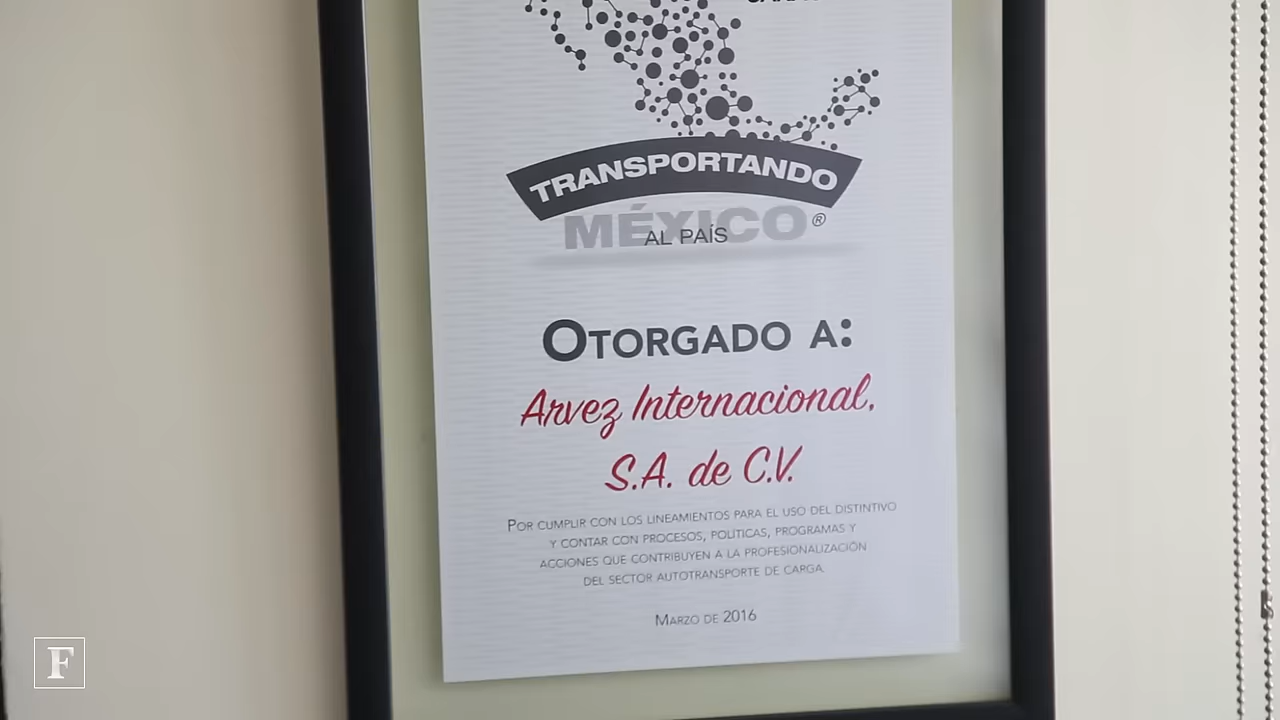 TRANSPORTANDO
MÉXICO®
AL PAÍS
OTORGADO A:
Arvez Internacional,
S.A. de C.V.
POR CUMPLIR CON LOS LINEAMIENTOS PARA EL USO DEL DISTINTIVO
Y CONTAR CON PROCESOS, POLÍTICAS, PROGRAMAS Y
ACCIONES QUE CONTRIBUYEN A LA PROFESIONALIZACIÓN
DEL SECTOR AUTOTRANSPORTE DE CARGA.
MARZO DE 2016
F